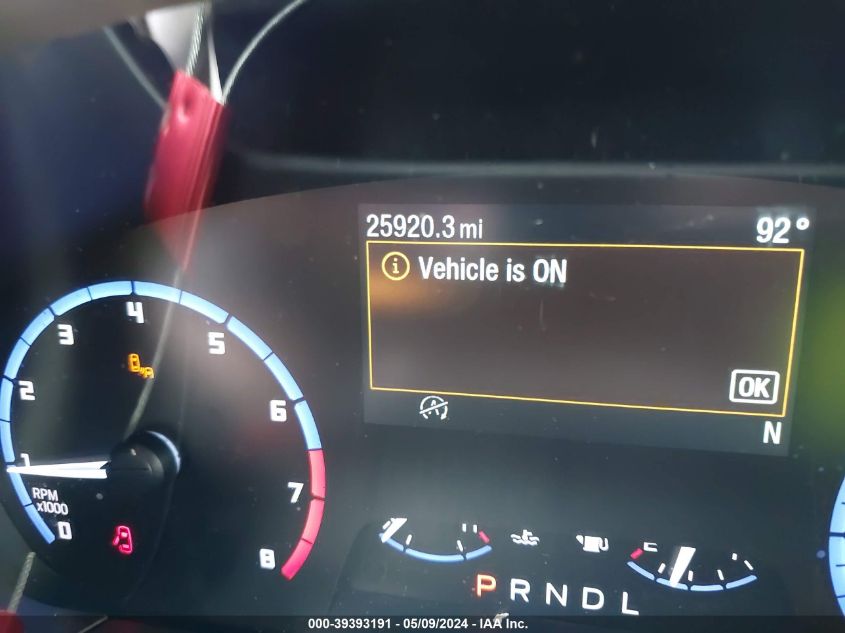 25920.3 mi 92°
Vehicle is ON
OK
N
0 1 2 3 4 5 6 7 8
RPM
x1000
P R N D L
000-39393191 - 05/09/2024 - IAA Inc.